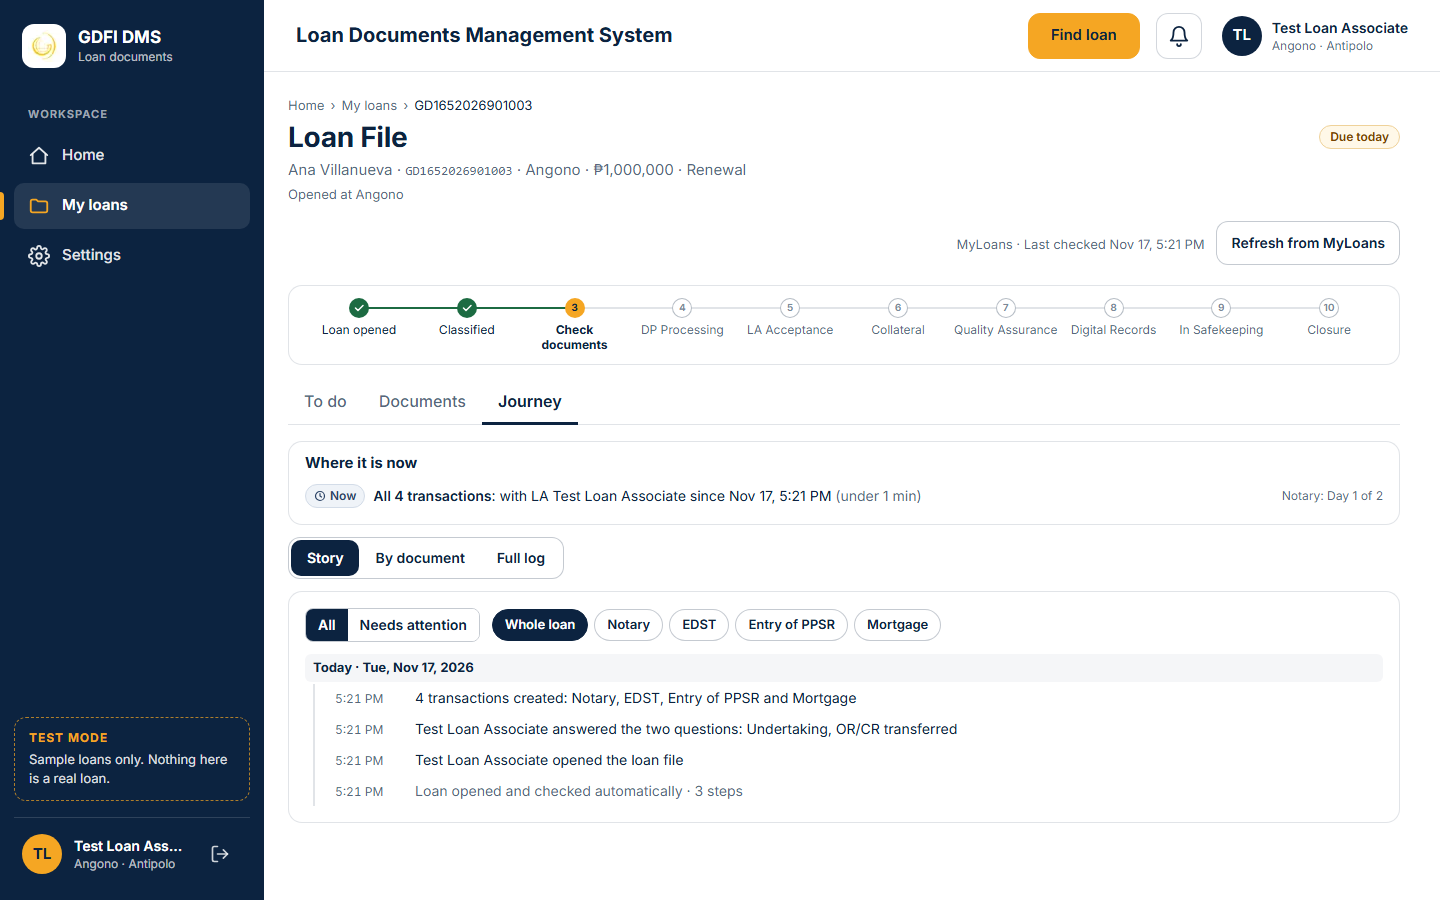 GDFI DMS
Loan documents
WORKSPACE
Home
My loans
Settings
TEST MODE
Sample loans only. Nothing here
is a real loan.
TL
Test Loan Ass...
Angono · Antipolo
Loan Documents Management System
Find loan
TL
Test Loan Associate
Angono · Antipolo
Home › My loans › GD1652026901003
Loan File
Due today
Ana Villanueva · GD1652026901003 · Angono · ₱1,000,000 · Renewal
Opened at Angono
MyLoans · Last checked Nov 17, 5:21 PM
Refresh from MyLoans
Loan opened
Classified
3
Check
documents
4
DP Processing
5
LA Acceptance
6
Collateral
7
Quality Assurance
8
Digital Records
9
In Safekeeping
10
Closure
To do
Documents
Journey
Where it is now
Now All 4 transactions: with LA Test Loan Associate since Nov 17, 5:21 PM (under 1 min)
Notary: Day 1 of 2
Story
By document
Full log
All
Needs attention
Whole loan
Notary
EDST
Entry of PPSR
Mortgage
Today · Tue, Nov 17, 2026
5:21 PM 4 transactions created: Notary, EDST, Entry of PPSR and Mortgage
5:21 PM Test Loan Associate answered the two questions: Undertaking, OR/CR transferred
5:21 PM Test Loan Associate opened the loan file
5:21 PM Loan opened and checked automatically · 3 steps